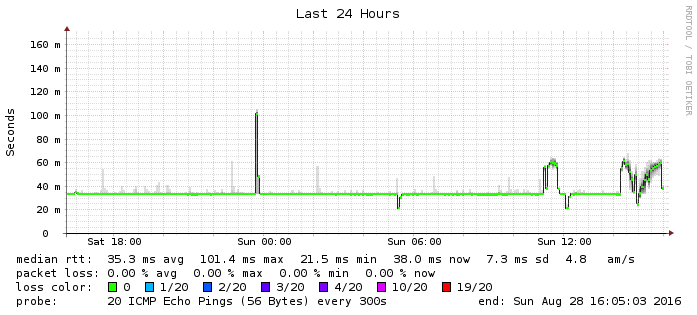 Last 24 Hours
RRDTOOL / TOBI OETIKER
Seconds
160 m
140 m
120 m
100 m
80 m
60 m
40 m
20 m
0
Sat 18:00 Sun 00:00 Sun 06:00 Sun 12:00
median rtt: 35.3 ms avg 101.4 ms max 21.5 ms min 38.0 ms now 7.3 ms sd 4.8 am/s
packet loss: 0.00 % avg 0.00 % max 0.00 % min 0.00 % now
loss color: 0 1/20 2/20 3/20 4/20 10/20 19/20
probe: 20 ICMP Echo Pings (56 Bytes) every 300s end: Sun Aug 28 16:05:03 2016